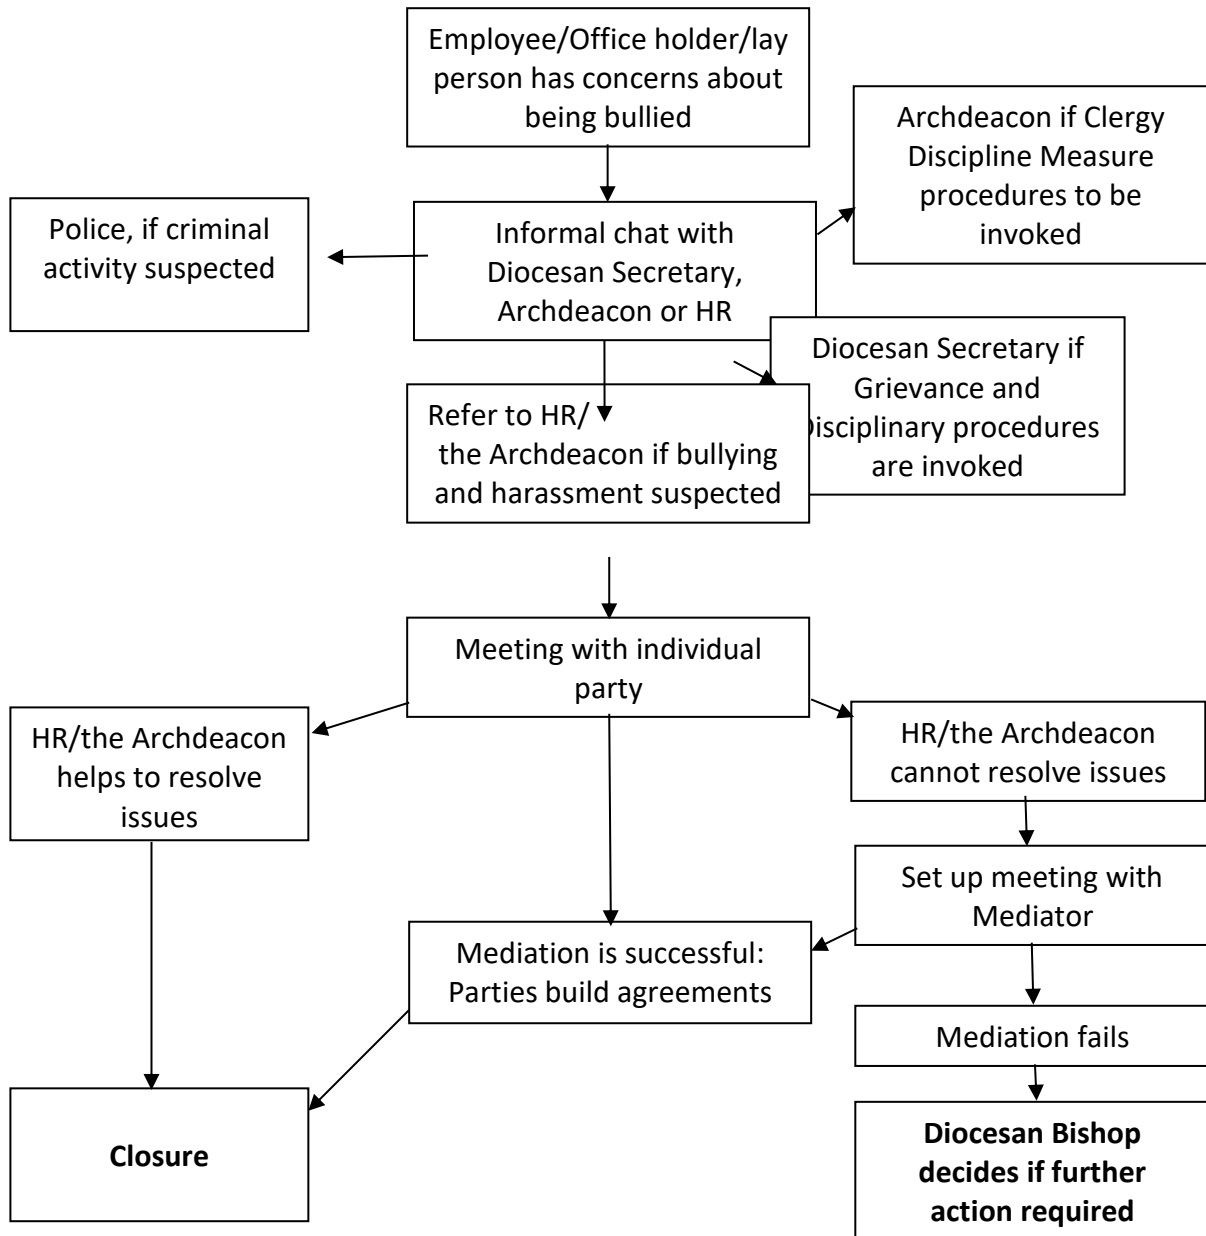 Employee/Office holder/lay
person has concerns about
being bullied
Archdeacon if Clergy
Discipline Measure
procedures to be
invoked
Police, if criminal
activity suspected
Informal chat with
Diocesan Secretary,
Archdeacon or HR
Diocesan Secretary if
Grievance and
Disciplinary procedures
are invoked
Refer to HR/
the Archdeacon if bullying
and harassment suspected
Meeting with individual
party
HR/the Archdeacon
helps to resolve
issues
HR/the Archdeacon
cannot resolve issues
Set up meeting with
Mediator
Mediation is successful:
Parties build agreements
Mediation fails
Closure
Diocesan Bishop
decides if further
action required